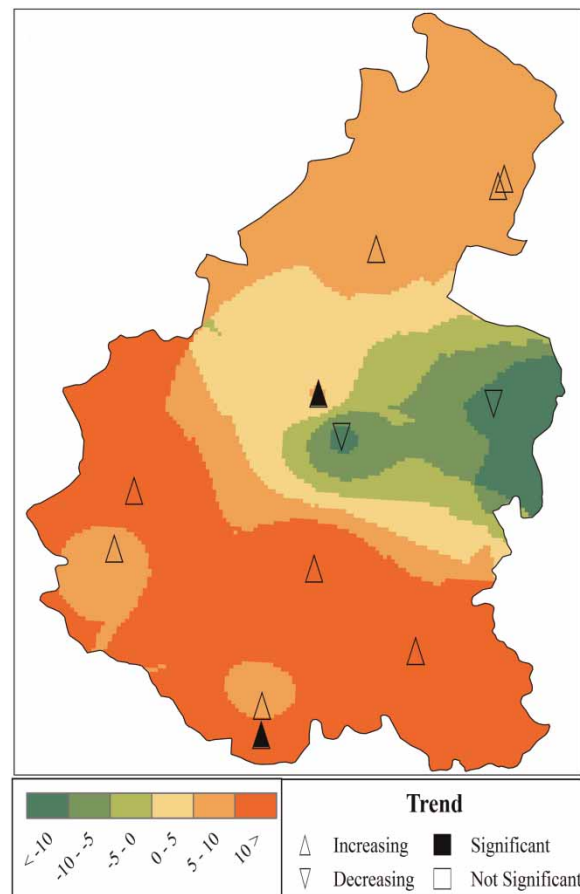 < -10
-10 - -5
-5 - 0
0 - 5
5 - 10
10 >
Trend
Increasing
Significant
Decreasing
Not Significant